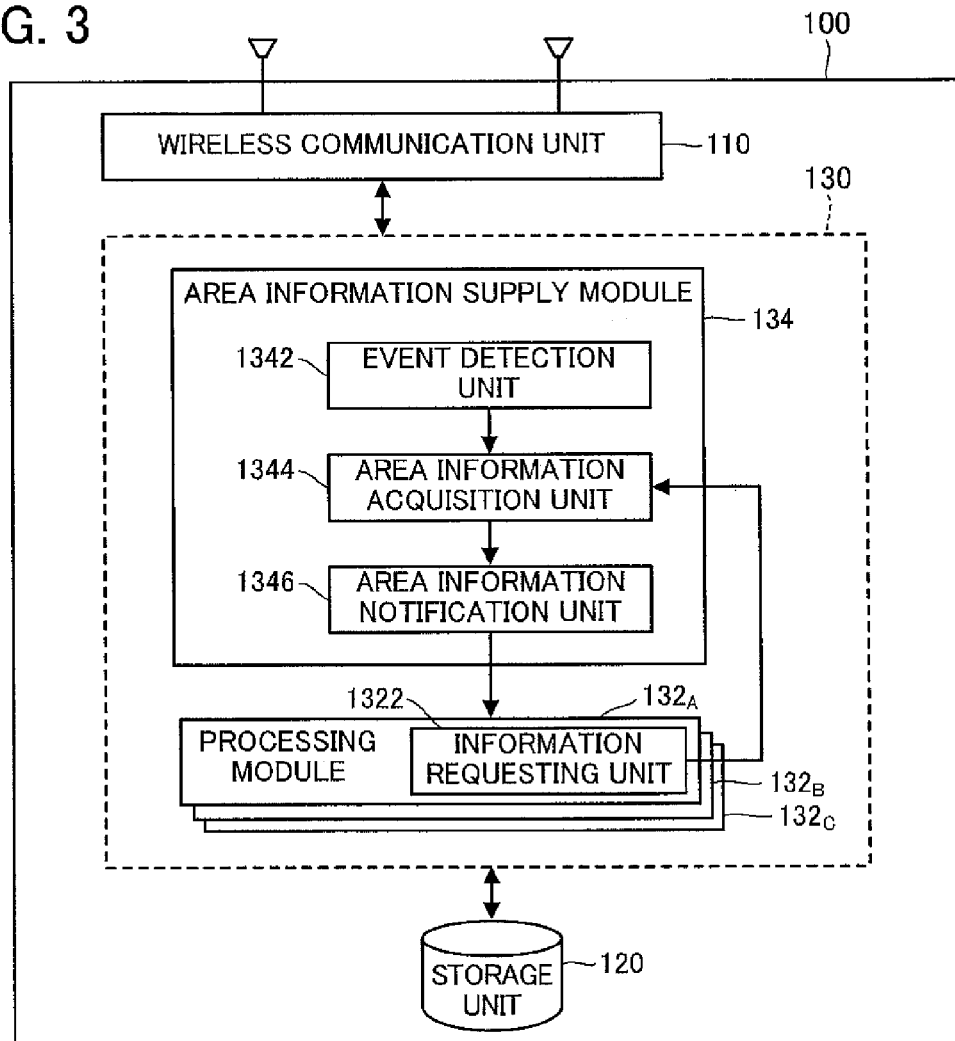 G. 3
100
WIRELESS COMMUNICATION UNIT
110
130
AREA INFORMATION SUPPLY MODULE
134
1342
EVENT DETECTION
UNIT
1344
AREA INFORMATION
ACQUISITION UNIT
1346
AREA INFORMATION
NOTIFICATION UNIT
1322
132A
PROCESSING
MODULE
INFORMATION
REQUESTING UNIT
132B
132C
STORAGE
UNIT
120